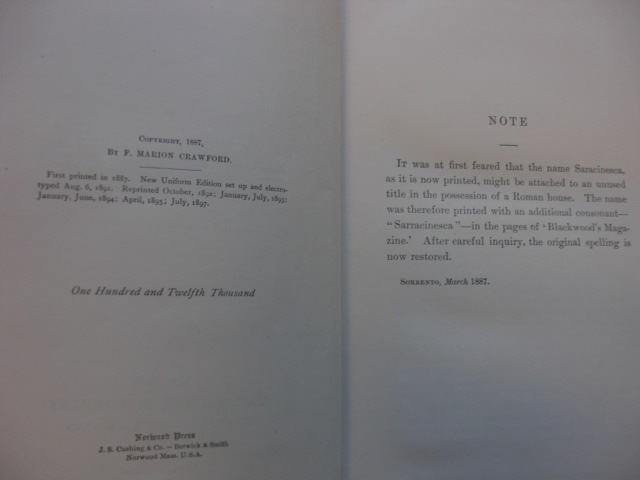 COPYRIGHT, 1887,
BY F. MARION CRAWFORD.
First printed in 1887. New Uniform Edition set up and electro-
typed Aug. 6, 1891. Reprinted October, 1892; January, July, 1893;
January, June, 1894; April, 1895; July, 1897.
One Hundred and Twelfth Thousand
Norwood Press
J. S. Cushing & Co. – Berwick & Smith
Norwood Mass. U.S.A.
NOTE
IT was at first feared that the name Saracinesca,
as it is now printed, might be attached to an unused
title in the possession of a Roman house. The name
was therefore printed with an additional consonant—
"Sarracinesca"—in the pages of 'Blackwood's Maga-
zine.' After careful inquiry, the original spelling is
now restored.
SORRENTO, March 1887.